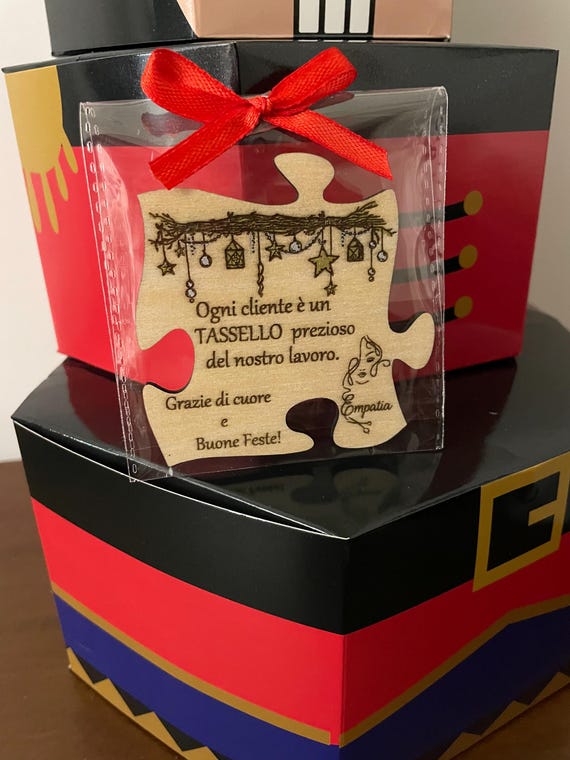 Ogni cliente è un
TASSELLO prezioso
del nostro lavoro.
Grazie di cuore
e
Buone Feste!
Empatia